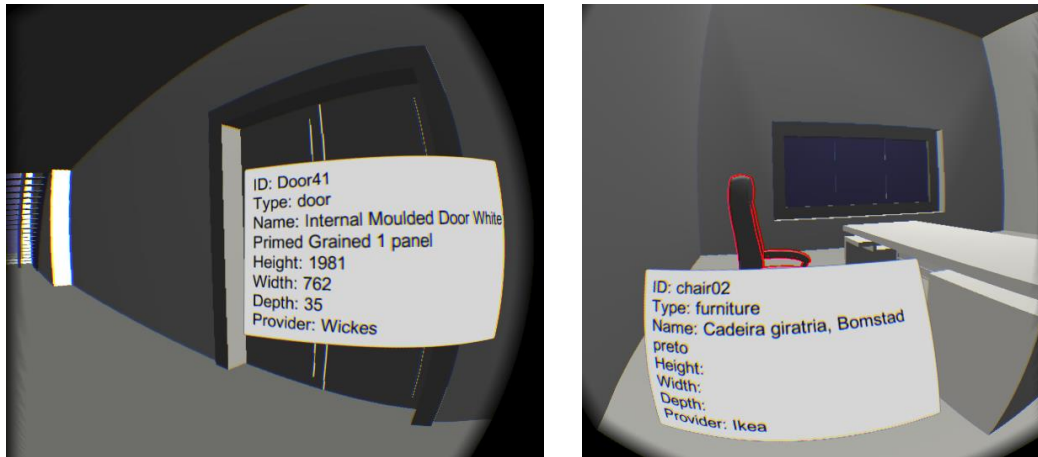 ID: Door41
Type: door
Name: Internal Moulded Door White
Primed Grained 1 panel
Height: 1981
Width: 762
Depth: 35
Provider: Wickes
ID: chair02
Type: furniture
Name: Cadeira giratria, Bomstad
preto
Height:
Width:
Depth:
Provider: Ikea